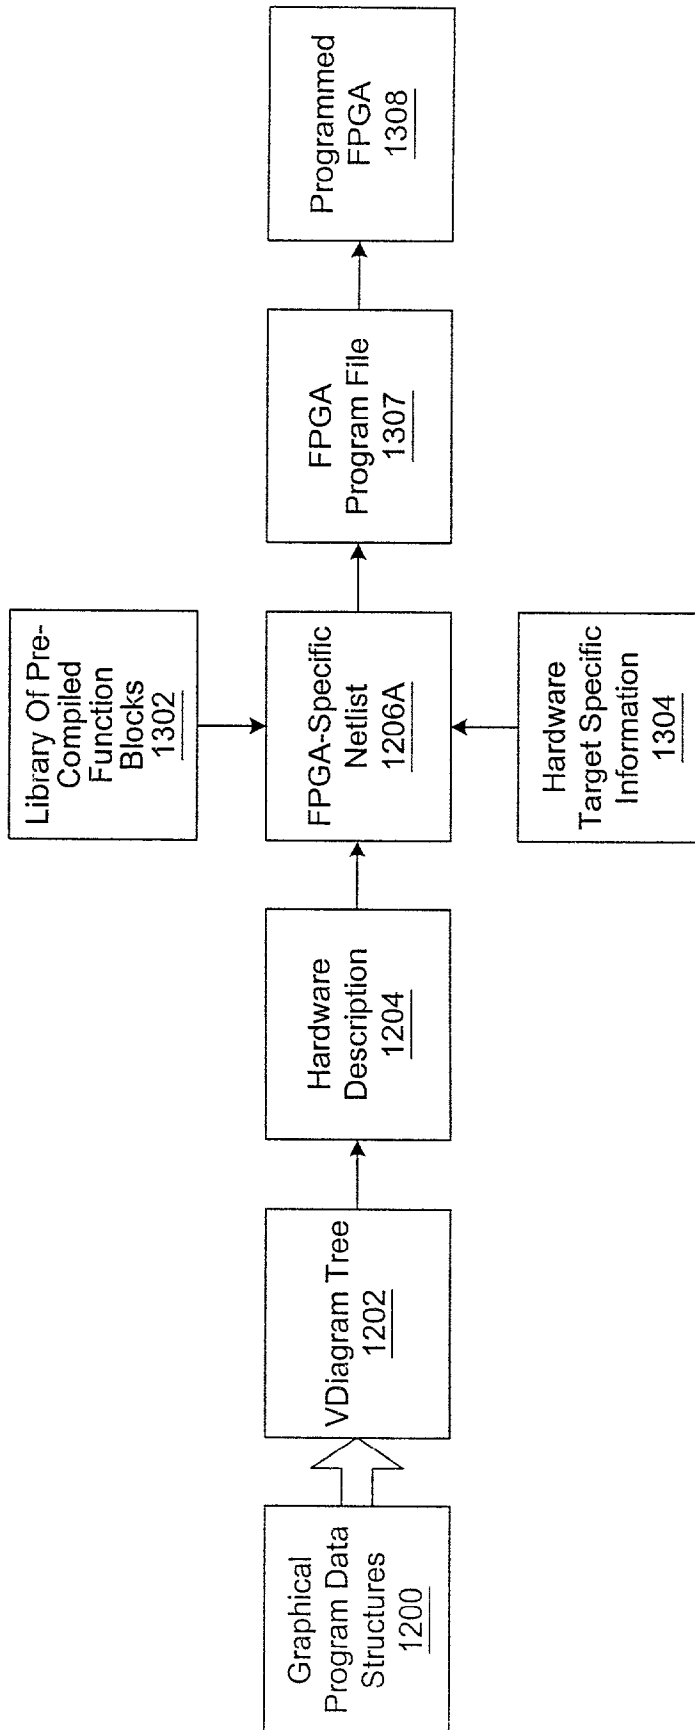 Graphical
Program Data
Structures
1200
VDiagram Tree
1202
Hardware
Description
1204
Library Of Pre-
Compiled
Function
Blocks
1302
FPGA-Specific
Netlist
1206A
Hardware
Target Specific
Information
1304
FPGA
Program File
1307
Programmed
FPGA
1308